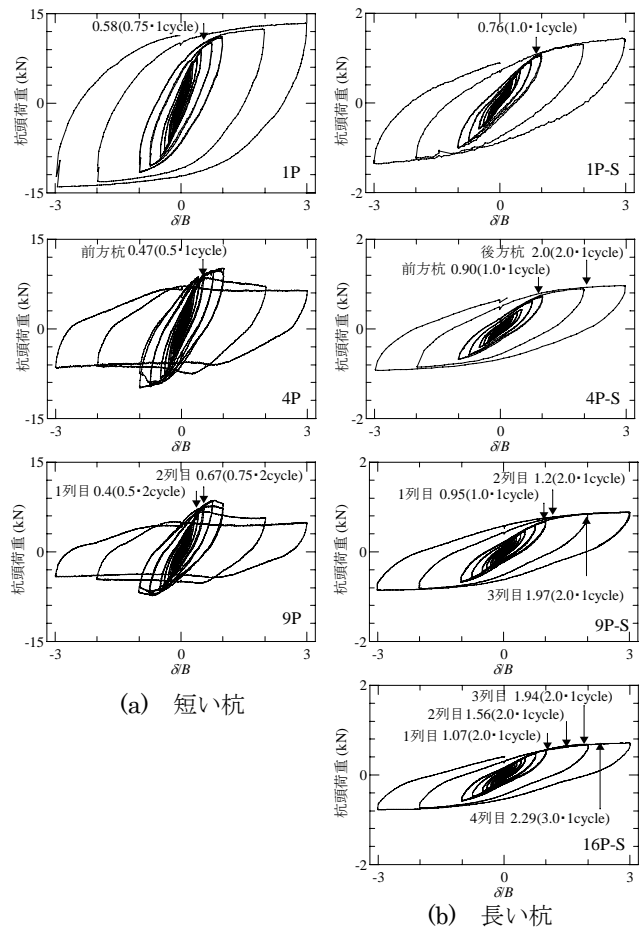 15
0
-15
杭頭荷重 (kN)
0.58(0.75・1cycle)
1P
-3 0 3
δ/B
2
0
-2
杭頭荷重 (kN)
0.76(1.0・1cycle)
1P-S
-3 0 3
δ/B
15
0
-15
杭頭荷重 (kN)
前方杭 0.47(0.5・1cycle)
4P
-3 0 3
δ/B
2
0
-2
杭頭荷重 (kN)
後方杭 2.0(2.0・1cycle)
前方杭 0.90(1.0・1cycle)
4P-S
-3 0 3
δ/B
15
0
-15
杭頭荷重 (kN)
2列目 0.67(0.75・2cycle)
1列目 0.4(0.5・2cycle)
9P
-3 0 3
δ/B
2
0
-2
杭頭荷重 (kN)
2列目 1.2(2.0・1cycle)
1列目 0.95(1.0・1cycle)
3列目 1.97(2.0・1cycle)
9P-S
-3 0 3
δ/B
(a) 短い杭
2
0
-2
杭頭荷重 (kN)
3列目 1.94(2.0・1cycle)
2列目 1.56(2.0・1cycle)
1列目 1.07(2.0・1cycle)
4列目 2.29(3.0・1cycle)
16P-S
-3 0 3
δ/B
(b) 長い杭